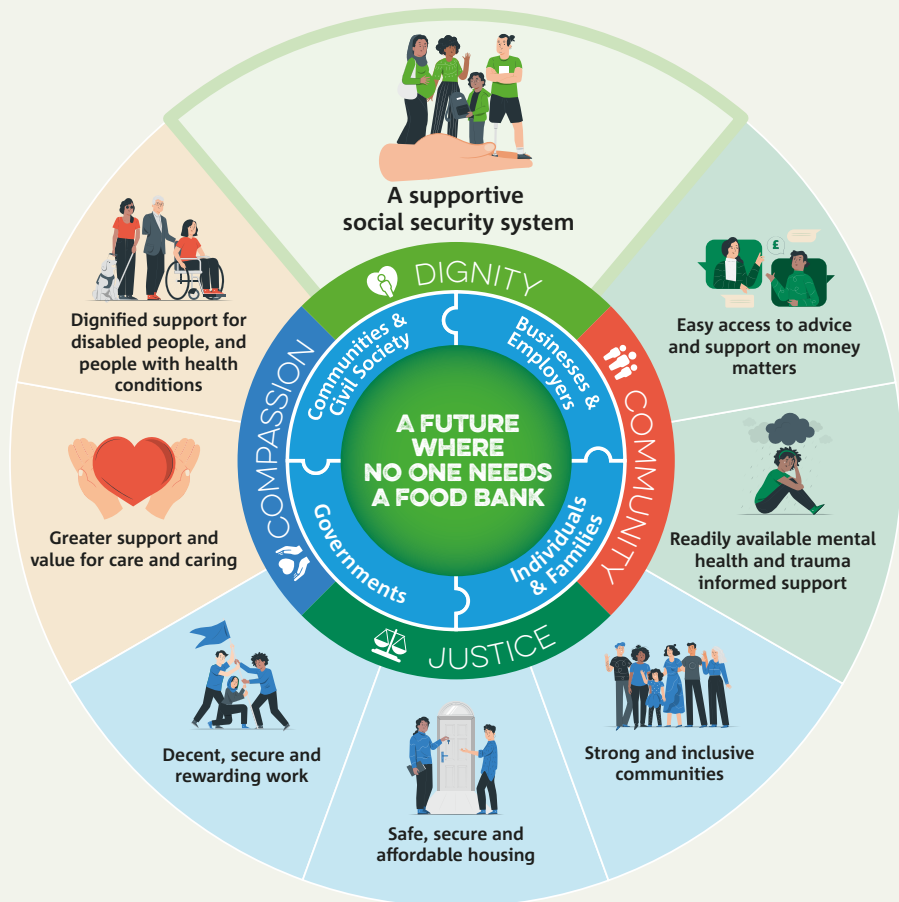 A supportive
social security system
Easy access to advice
and support on money
matters
£
Readily available mental
health and trauma
informed support
Strong and inclusive
communities
Safe, secure and
affordable housing
Decent, secure and
rewarding work
Greater support and
value for care and caring
Dignified support for
disabled people, and
people with health
conditions
DIGNITY
COMMUNITY
JUSTICE
COMPASSION
Communities &
Civil Society
Businesses &
Employers
Individuals
& Families
Governments
A FUTURE
WHERE
NO ONE NEEDS
A FOOD BANK